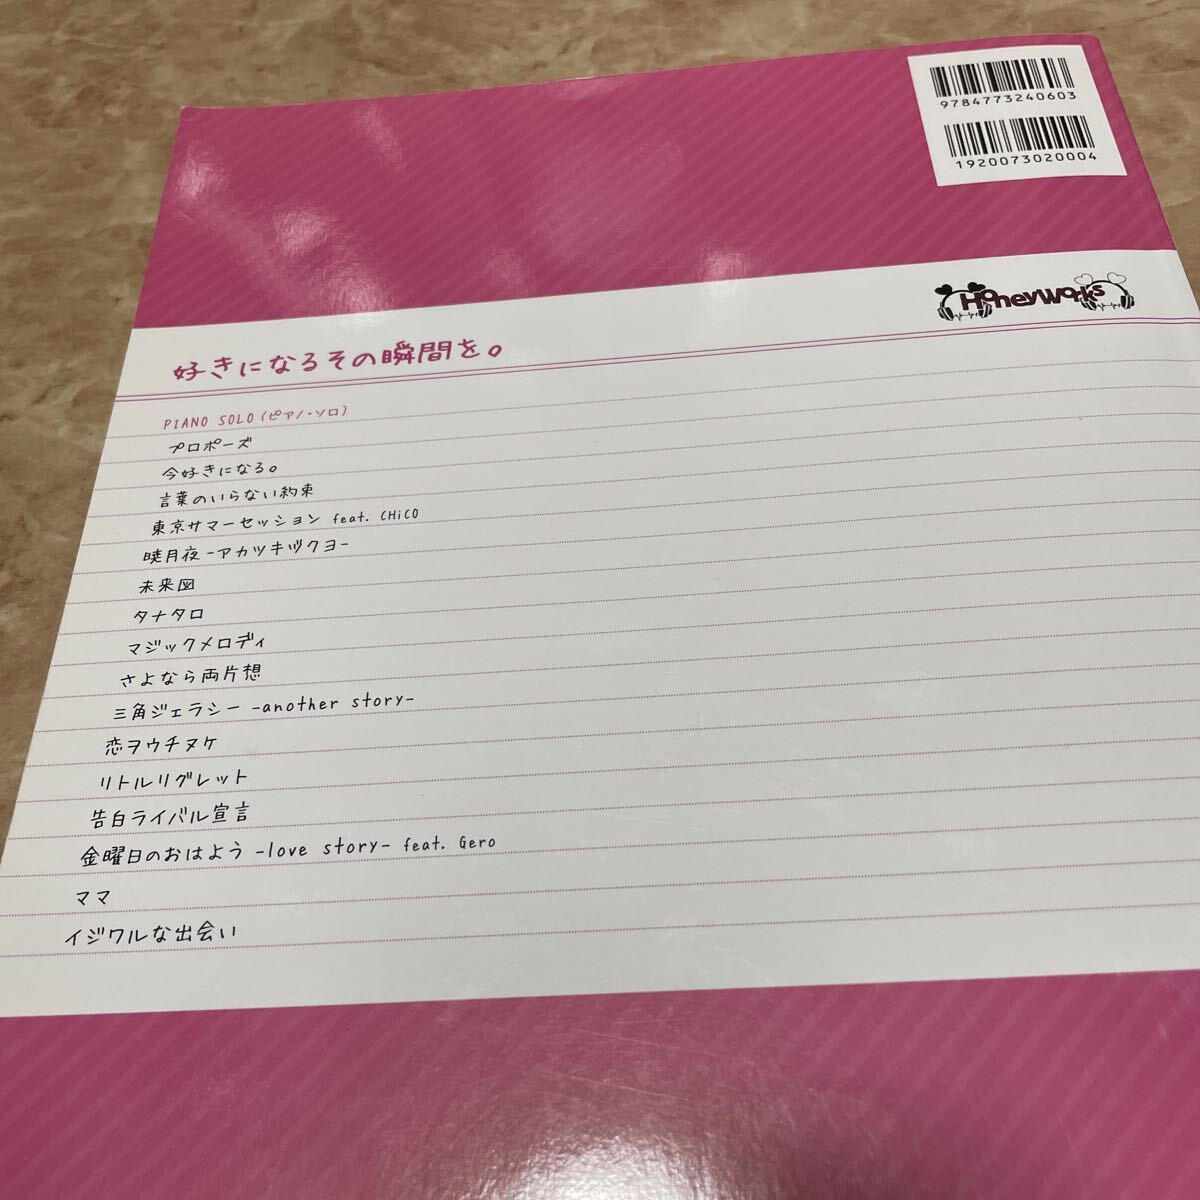 9784773240603
1920073020004
HoneyWorks
好きになるその瞬間を。
PIANO SOLO（ピアノ・ソロ）
プロポーズ
今好きになる。
言葉のいらない約束
東京サマーセッション feat. CHiCO
暁月夜-アカツキヅクヨ-
未来図
タナタロ
マジックメロディ
さよなら両片想
三角ジェラシー -another story-
恋ヲウチヌケ
リトルリグレット
告白ライバル宣言
金曜日のおはよう -love story- feat. Gero
ママ
イジワルな出会い